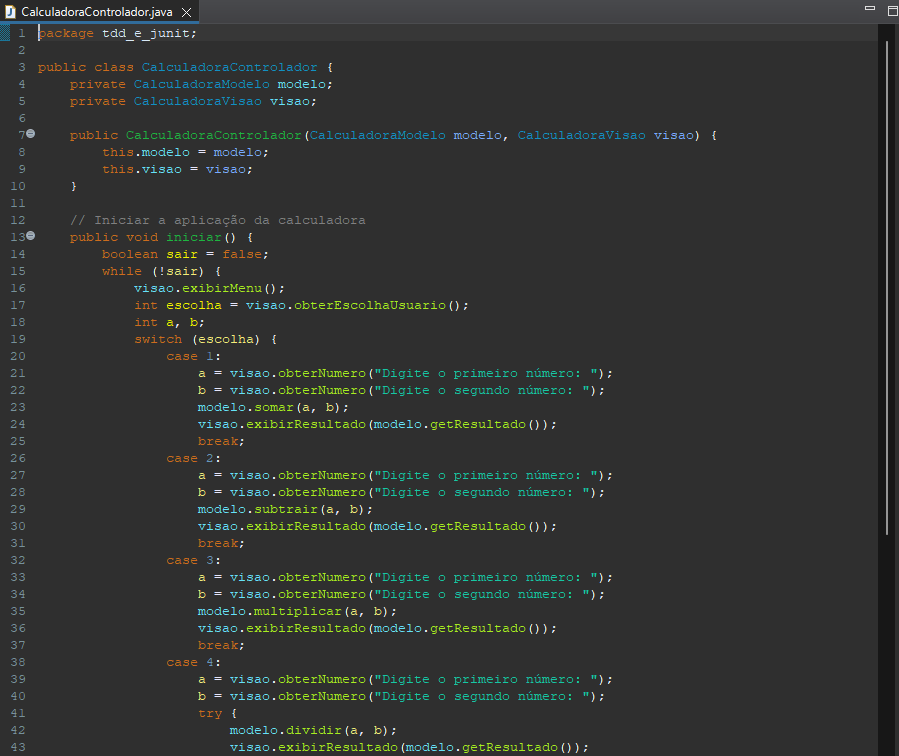 CalculadoraControlador.java
1 package tdd_e_junit;
2
3 public class CalculadoraControlador {
4     private CalculadoraModelo modelo;
5     private CalculadoraVisao visao;
6
7     public CalculadoraControlador(CalculadoraModelo modelo, CalculadoraVisao visao) {
8         this.modelo = modelo;
9         this.visao = visao;
10     }
11
12     // Iniciar a aplicação da calculadora
13     public void iniciar() {
14         boolean sair = false;
15         while (!sair) {
16             visao.exibirMenu();
17             int escolha = visao.obterEscolhaUsuario();
18             int a, b;
19             switch (escolha) {
20                 case 1:
21                     a = visao.obterNumero("Digite o primeiro número: ");
22                     b = visao.obterNumero("Digite o segundo número: ");
23                     modelo.somar(a, b);
24                     visao.exibirResultado(modelo.getResultado());
25                     break;
26                 case 2:
27                     a = visao.obterNumero("Digite o primeiro número: ");
28                     b = visao.obterNumero("Digite o segundo número: ");
29                     modelo.subtrair(a, b);
30                     visao.exibirResultado(modelo.getResultado());
31                     break;
32                 case 3:
33                     a = visao.obterNumero("Digite o primeiro número: ");
34                     b = visao.obterNumero("Digite o segundo número: ");
35                     modelo.multiplicar(a, b);
36                     visao.exibirResultado(modelo.getResultado());
37                     break;
38                 case 4:
39                     a = visao.obterNumero("Digite o primeiro número: ");
40                     b = visao.obterNumero("Digite o segundo número: ");
41                     try {
42                         modelo.dividir(a, b);
43                         visao.exibirResultado(modelo.getResultado());